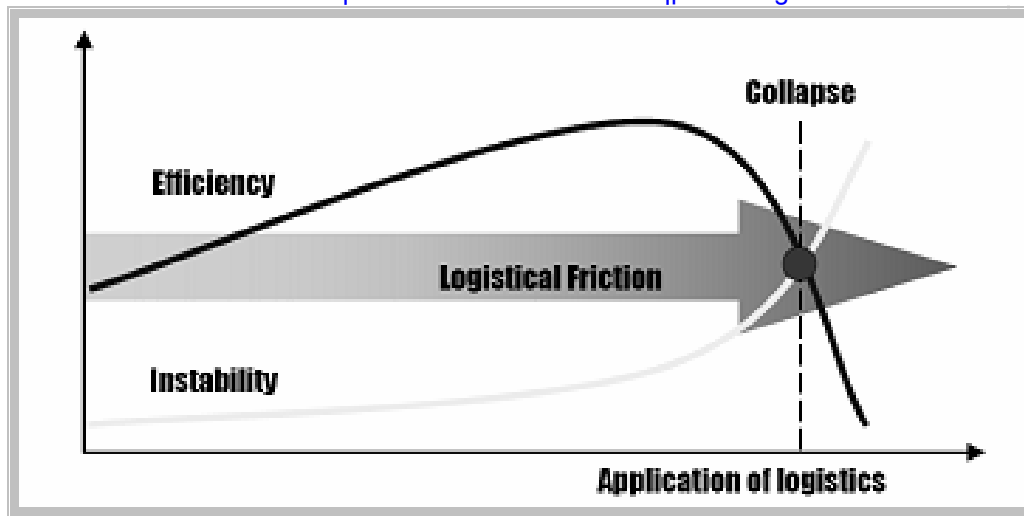 Collapse
Efficiency
Logistical Friction
Instability
Application of logistics